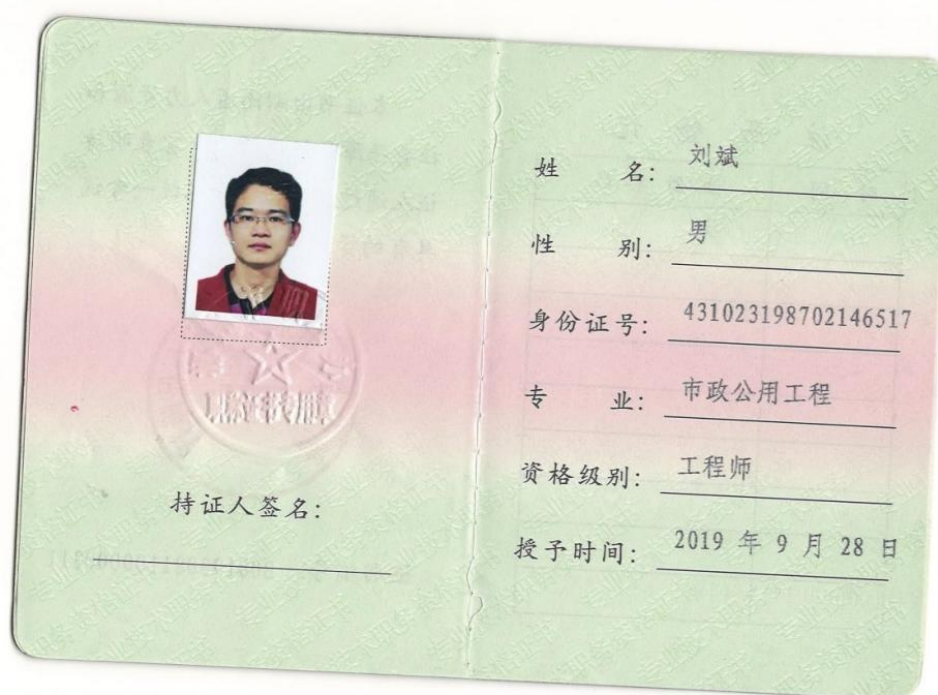 持证人签名：
姓 名： 刘斌
性 别： 男
身份证号： 431023198702146517
专 业： 市政公用工程
资格级别： 工程师
授予时间： 2019 年 9 月 28 日